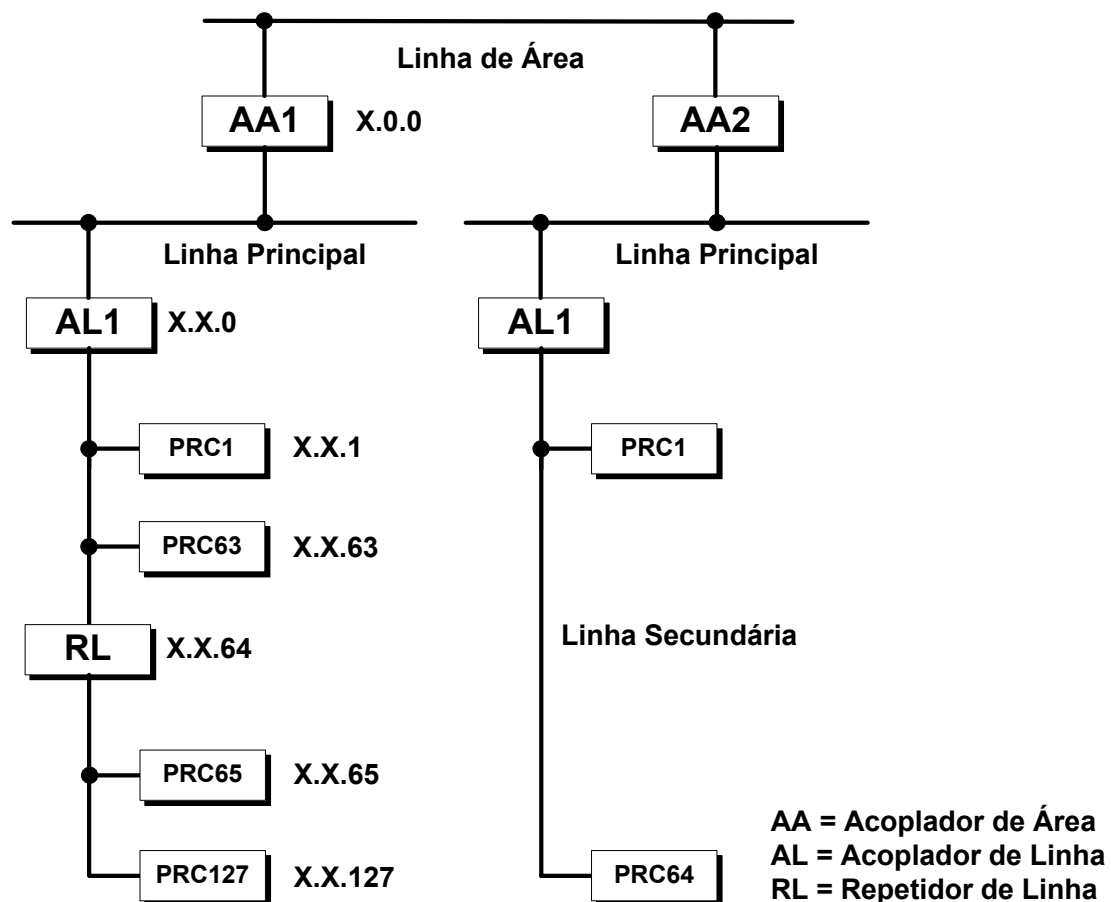 Linha de Área
AA1 X.0.0 AA2
Linha Principal Linha Principal
AL1 X.X.0 AL1
PRC1 X.X.1 PRC1
PRC63 X.X.63
Linha Secundária
RL X.X.64
PRC65 X.X.65
AA = Acoplador de Área
AL = Acoplador de Linha
PRC127 X.X.127 PRC64
RL = Repetidor de Linha